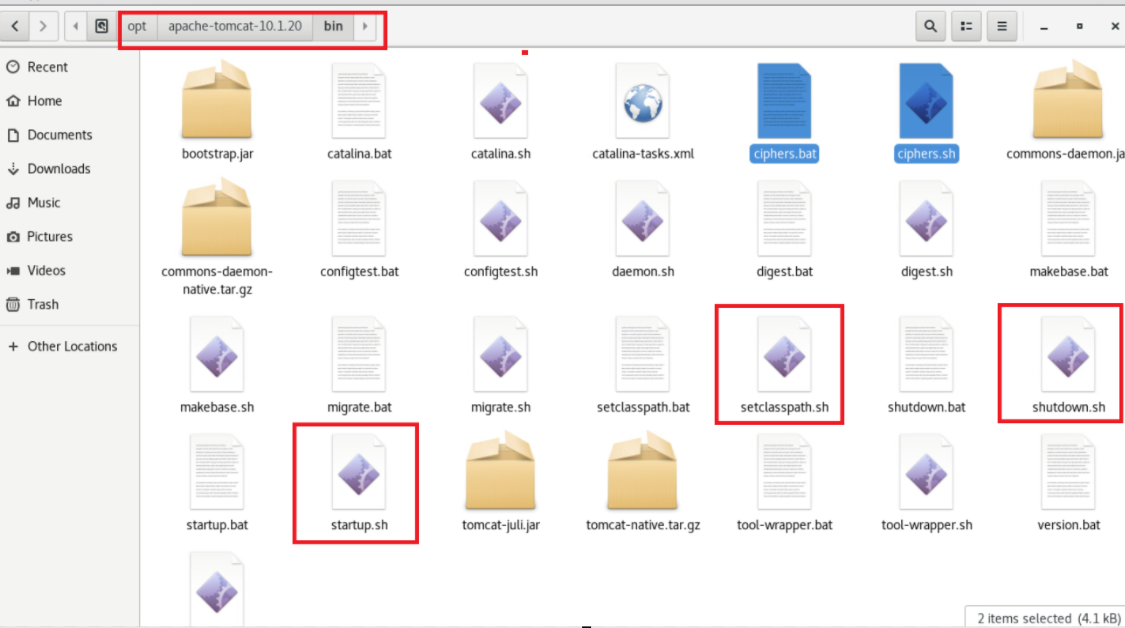 opt apache-tomcat-10.1.20 bin
Recent
Home
Documents
Downloads
Music
Pictures
Videos
Trash
Other Locations
bootstrap.jar
catalina.bat
catalina.sh
catalina-tasks.xml
ciphers.bat
ciphers.sh
commons-daemon.ja
commons-daemon-
native.tar.gz
configtest.bat
configtest.sh
daemon.sh
digest.bat
digest.sh
makebase.bat
makebase.sh
migrate.bat
migrate.sh
setclasspath.bat
setclasspath.sh
shutdown.bat
shutdown.sh
startup.bat
startup.sh
tomcat-juli.jar
tomcat-native.tar.gz
tool-wrapper.bat
tool-wrapper.sh
version.bat
2 items selected (4.1 kB)